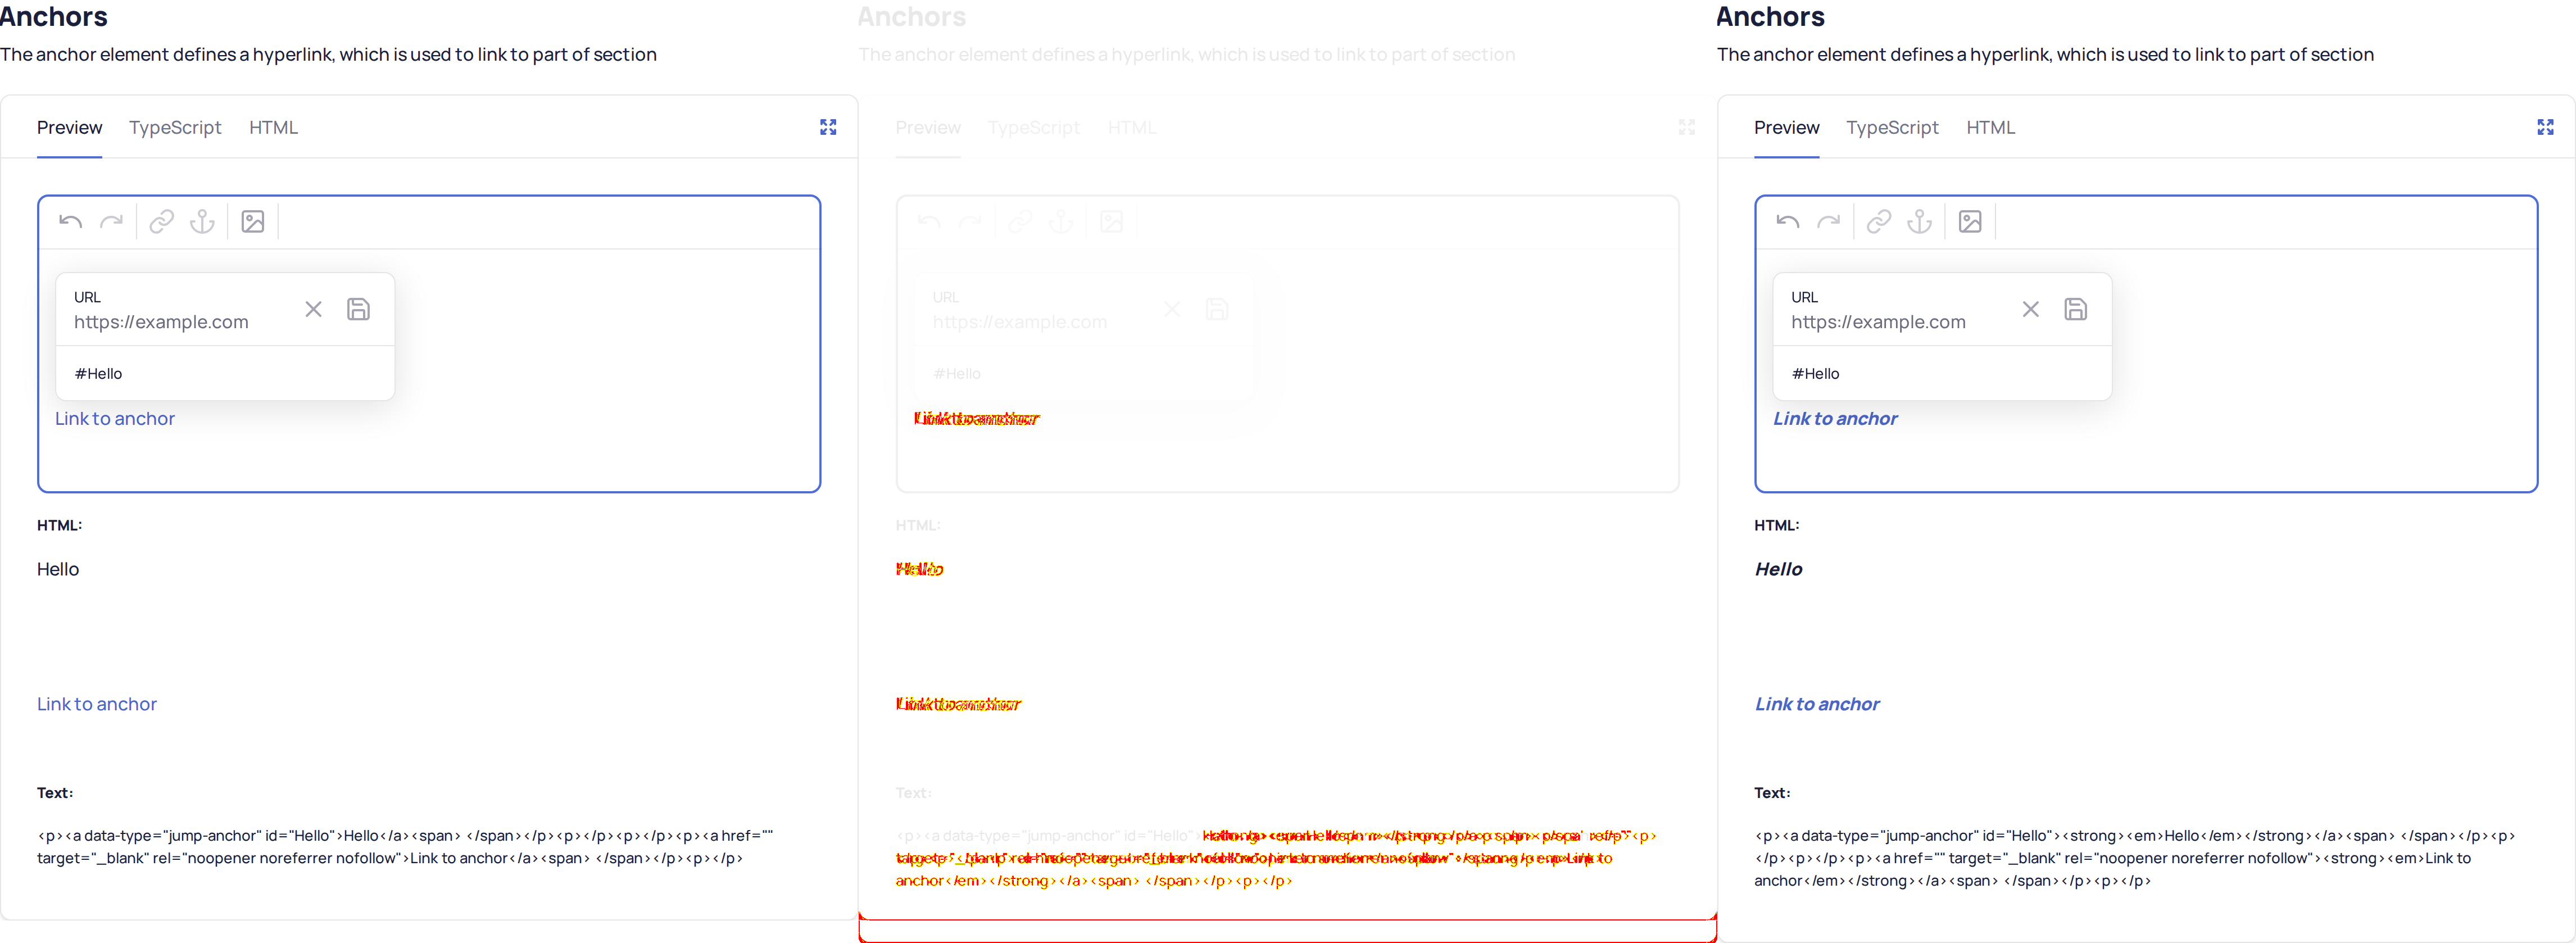 Anchors
The anchor element defines a hyperlink, which is used to link to part of section
Preview TypeScript HTML
URL
https://example.com
#Hello
Link to anchor
HTML:
Hello
Link to anchor
Text:
<p><a data-type="jump-anchor" id="Hello">Hello</a><span> </span></p><p></p><p></p><p><a href=""
target="_blank" rel="noopener noreferrer nofollow">Link to anchor</a><span> </span></p><p></p>
Anchors
The anchor element defines a hyperlink, which is used to link to part of section
Preview TypeScript HTML
URL
https://example.com
#Hello
HTML:
Text:
<p><a data-type="jump-anchor" id="Hello">
anchor</em></strong></a><span> </span></p><p></p>
Anchors
The anchor element defines a hyperlink, which is used to link to part of section
Preview TypeScript HTML
URL
https://example.com
#Hello
Link to anchor
HTML:
Hello
Link to anchor
Text:
<p><a data-type="jump-anchor" id="Hello"><strong><em>Hello</em></strong></a><span> </span></p><p>
</p><p></p><p><a href="" target="_blank" rel="noopener noreferrer nofollow"><strong><em>Link to
anchor</em></strong></a><span> </span></p><p></p>